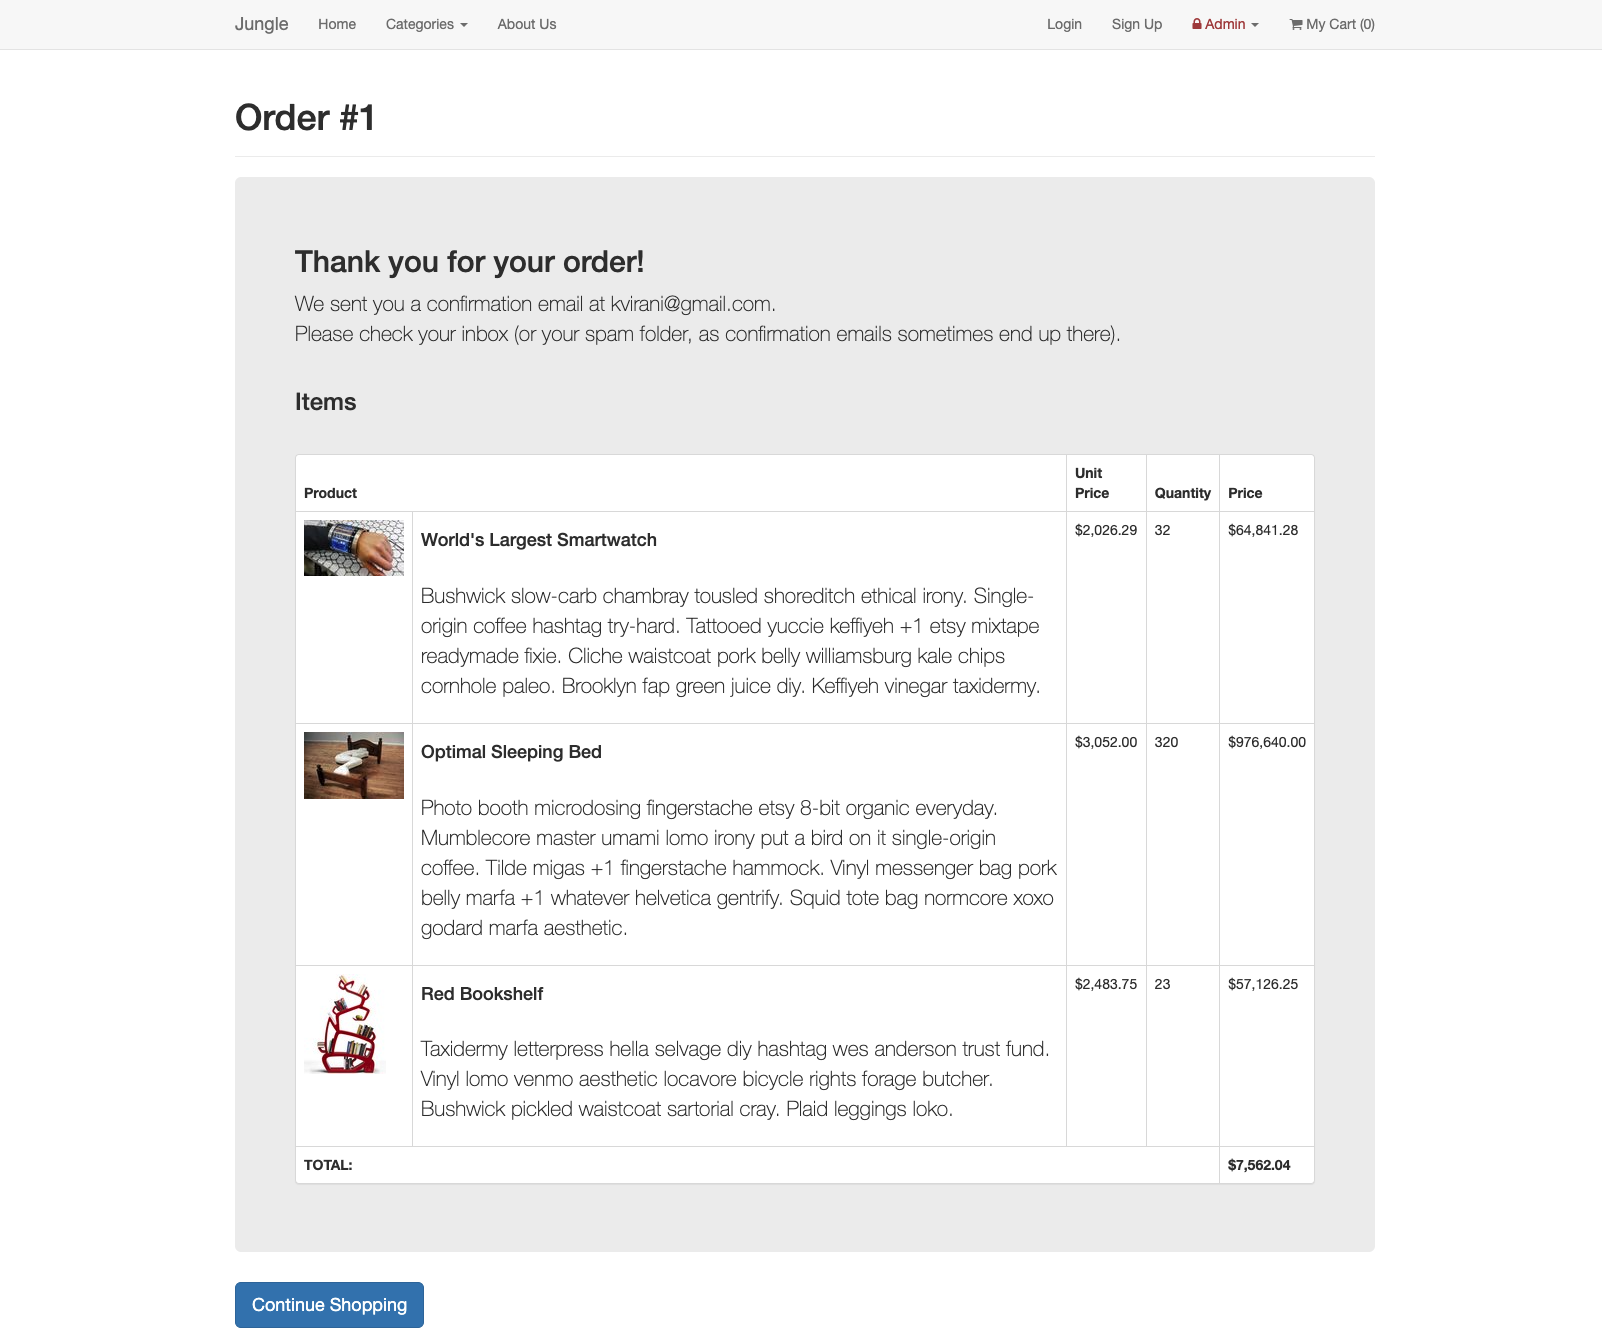 Jungle Home Categories About Us Login Sign Up Admin My Cart (0)
Order #1
Thank you for your order!
We sent you a confirmation email at kvirani@gmail.com.
Please check your inbox (or your spam folder, as confirmation emails sometimes end up there).
Items
Product Unit Price Quantity Price
World's Largest Smartwatch $2,026.29 32 $64,841.28
Bushwick slow-carb chambray tousled shoreditch ethical irony. Single-
origin coffee hashtag try-hard. Tattooed yuccie keffiyeh +1 etsy mixtape
readymade fixie. Cliche waistcoat pork belly williamsburg kale chips
cornhole paleo. Brooklyn fap green juice diy. Keffiyeh vinegar taxidermy.
Optimal Sleeping Bed $3,052.00 320 $976,640.00
Photo booth microdosing fingerstache etsy 8-bit organic everyday.
Mumblecore master umami lomo irony put a bird on it single-origin
coffee. Tilde migas +1 fingerstache hammock. Vinyl messenger bag pork
belly marfa +1 whatever helvetica gentrify. Squid tote bag normcore xoxo
godard marfa aesthetic.
Red Bookshelf $2,483.75 23 $57,126.25
Taxidermy letterpress hella selvage diy hashtag wes anderson trust fund.
Vinyl lomo venmo aesthetic locavore bicycle rights forage butcher.
Bushwick pickled waistcoat sartorial cray. Plaid leggings loko.
TOTAL: $7,562.04
Continue Shopping